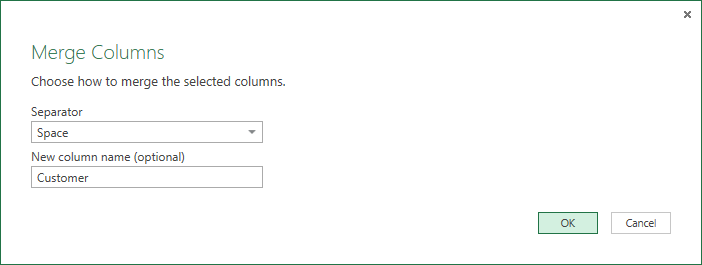 Merge Columns
Choose how to merge the selected columns.
Separator
Space
New column name (optional)
Customer
OK
Cancel